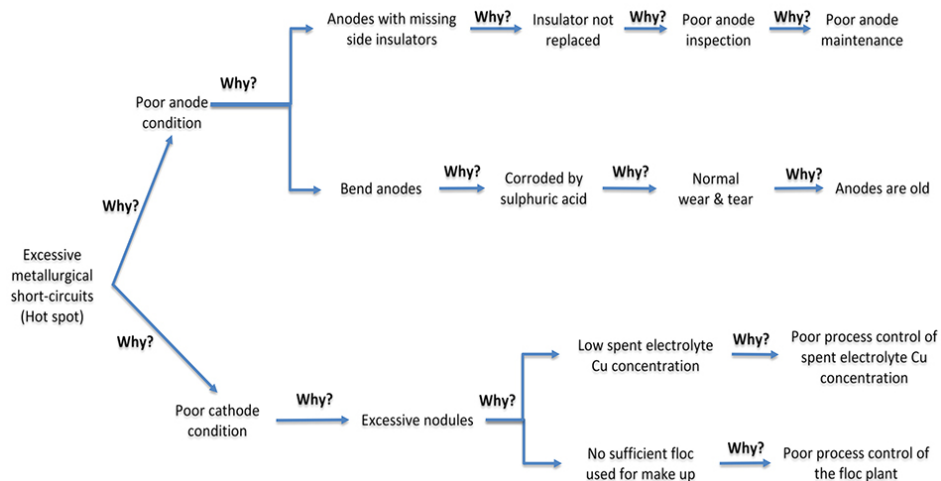 Anodes with missing
side insulators
Why?
Insulator not
replaced
Why?
Poor anode
inspection
Why?
Poor anode
maintenance
Why?
Poor anode
condition
Bend anodes
Why?
Corroded by
sulphuric acid
Why?
Normal
wear & tear
Why?
Anodes are old
Why?
Excessive
metallurgical
short-circuits
(Hot spot)
Why?
Poor cathode
condition
Why?
Excessive nodules
Why?
Low spent electrolyte
Cu concentration
Why?
Poor process control of
spent electrolyte Cu
concentration
No sufficient floc
used for make up
Why?
Poor process control of
the floc plant